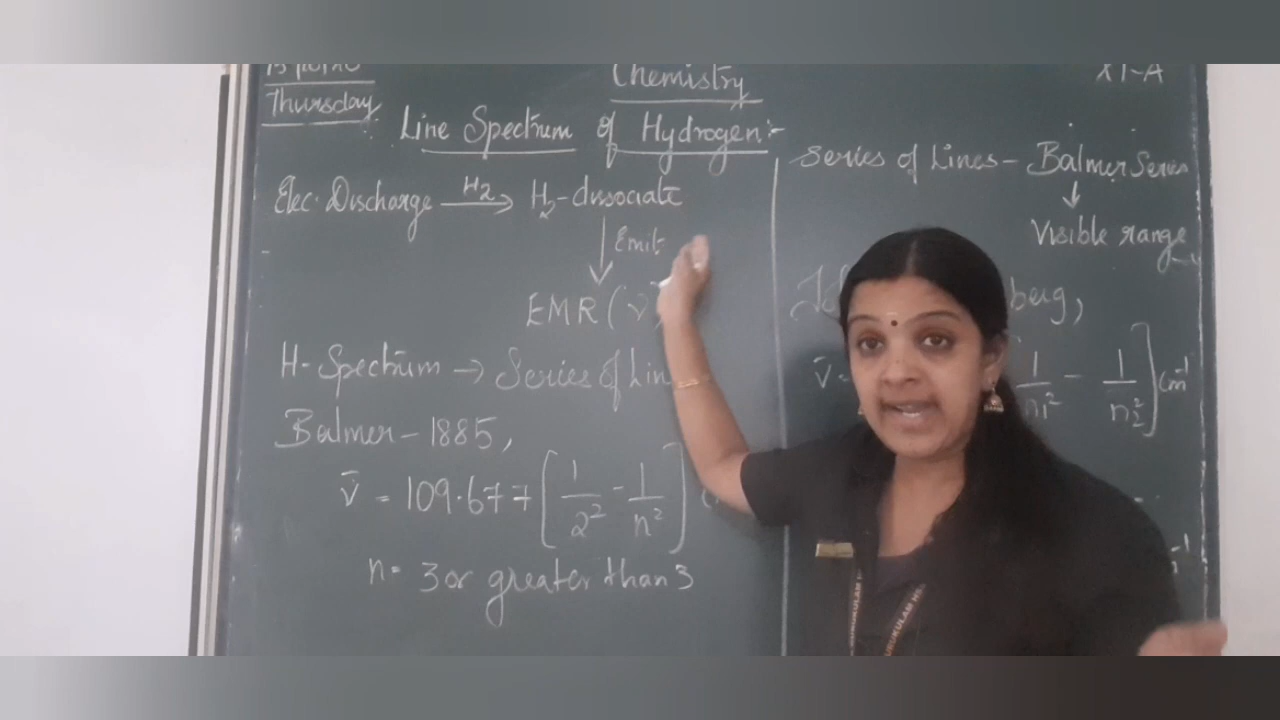 Thursday
Chemistry
XI-A
Line Spectrum of Hydrogen:-
Elec. Discharge H2 → H2-dissociate
↓ Emit
EMR (ν
H-Spectrum → Series of Lin
Balmer - 1885,
ν̄ = 109.677 [1/2² - 1/n²]
n = 3 or greater than 3
Series of Lines - Balmer Series
↓
Visible range
berg,
ν̄ = 1/n1² - 1/n2²] cm⁻¹